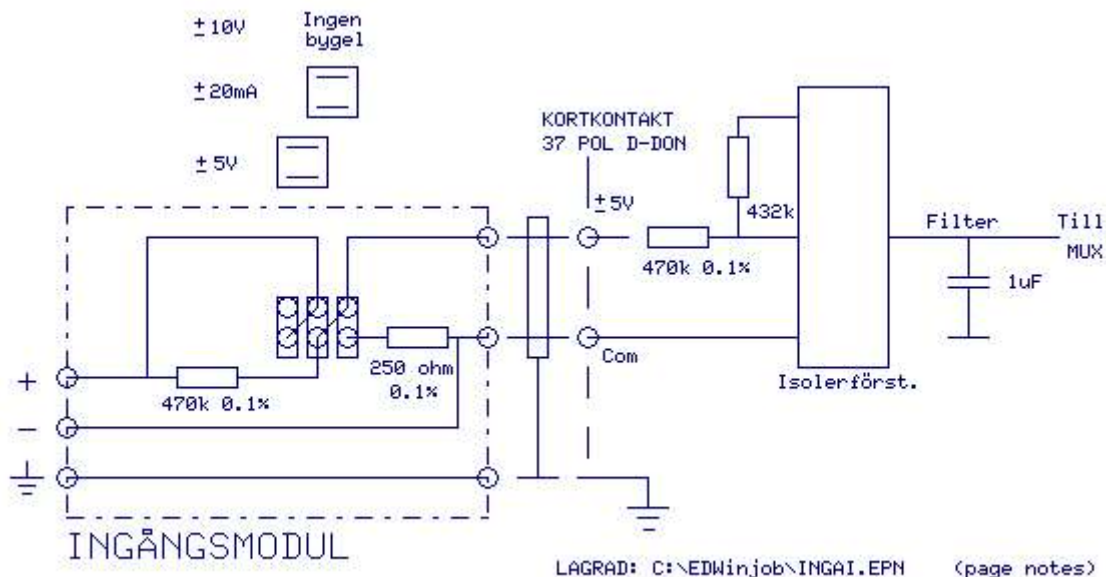 ± 10V
Ingen
bygel
± 20mA
± 5V
KORTKONTAKT
37 POL D-DON
± 5V
432k
470k 0.1%
Filter
Till
MUX
1uF
Com
Isolerförst.
250 ohm
0.1%
+
470k 0.1%
−
INGÅNGSMODUL
LAGRAD: C:\EDWinjob\INGAI.EPN (page notes)